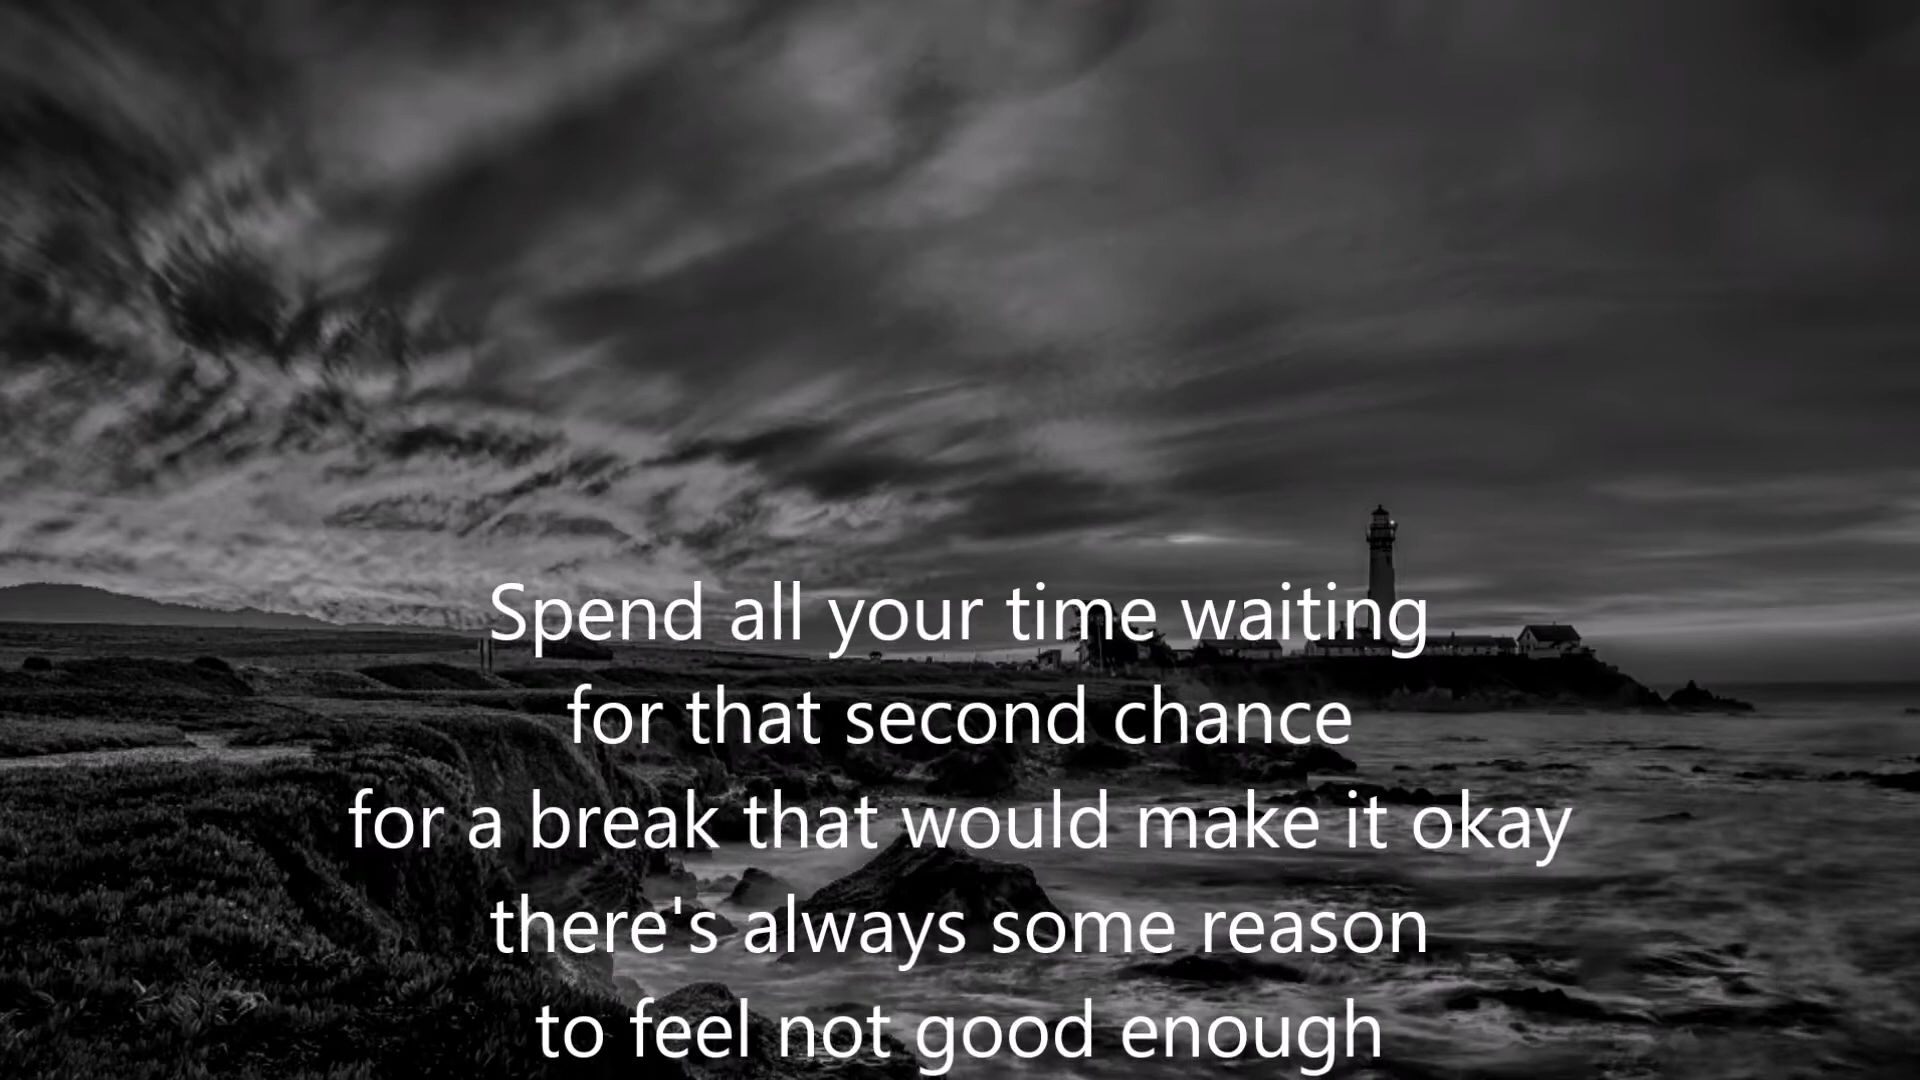 Spend all your time waiting
for that second chance
for a break that would make it okay
there's always some reason
to feel not good enough